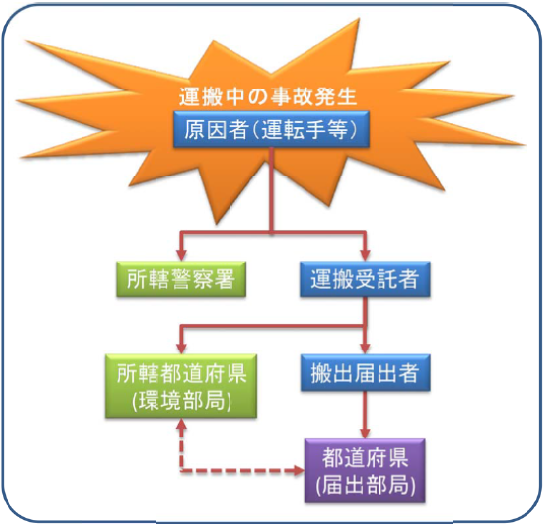 運搬中の事故発生
原因者(運転手等)
所轄警察署
運搬受託者
所轄都道府県
(環境部局)
搬出届出者
都道府県
(届出部局)